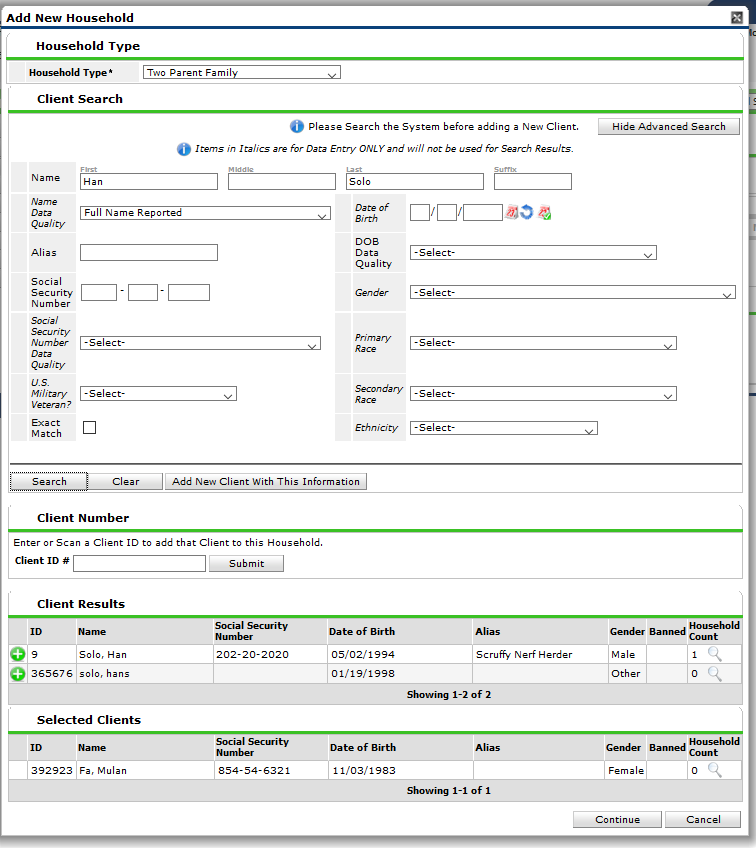 Add New Household
Household Type
Household Type* Two Parent Family
Client Search
Please Search the System before adding a New Client. Hide Advanced Search
Items in Italics are for Data Entry ONLY and will not be used for Search Results.
Name First Middle Last Suffix
Han Solo
Name Data Quality Full Name Reported Date of Birth / /
Alias DOB Data Quality -Select-
Social Security Number - - Gender -Select-
Social Security Number Data Quality -Select- Primary Race -Select-
U.S. Military Veteran? -Select- Secondary Race -Select-
Exact Match Ethnicity -Select-
Search Clear Add New Client With This Information
Client Number
Enter or Scan a Client ID to add that Client to this Household.
Client ID # Submit
Client Results
ID Name Social Security Number Date of Birth Alias Gender Banned Household Count
9 Solo, Han 202-20-2020 05/02/1994 Scruffy Nerf Herder Male 1
365676 solo, hans 01/19/1998 Other 0
Showing 1-2 of 2
Selected Clients
ID Name Social Security Number Date of Birth Alias Gender Banned Household Count
392923 Fa, Mulan 854-54-6321 11/03/1983 Female 0
Showing 1-1 of 1
Continue Cancel